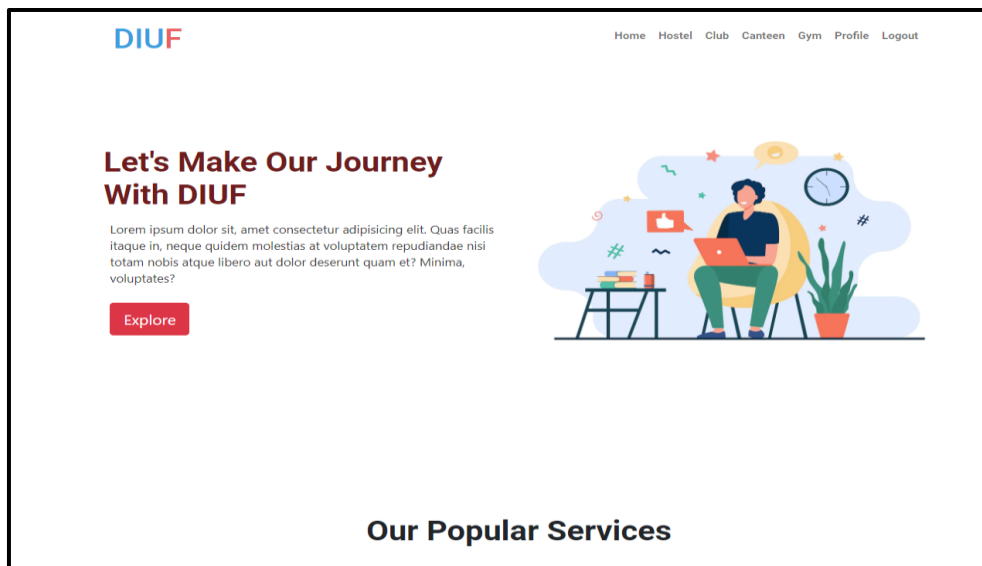 DIUF
Home Hostel Club Canteen Gym Profile Logout
Let's Make Our Journey
With DIUF
Lorem ipsum dolor sit, amet consectetur adipisicing elit. Quas facilis
itaque in, neque quidem molestias at voluptatem repudiandae nisi
totam nobis atque libero aut dolor deserunt quam et? Minima,
voluptates?
Explore
Our Popular Services